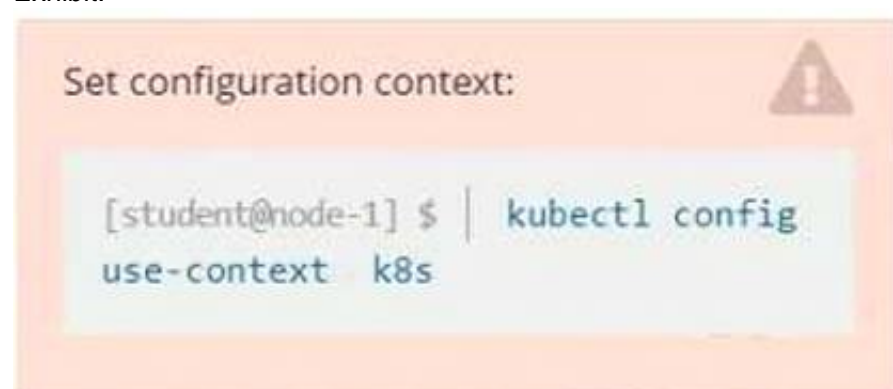 Set configuration context:
[student@node-1] $ | kubectl config
use-context k8s